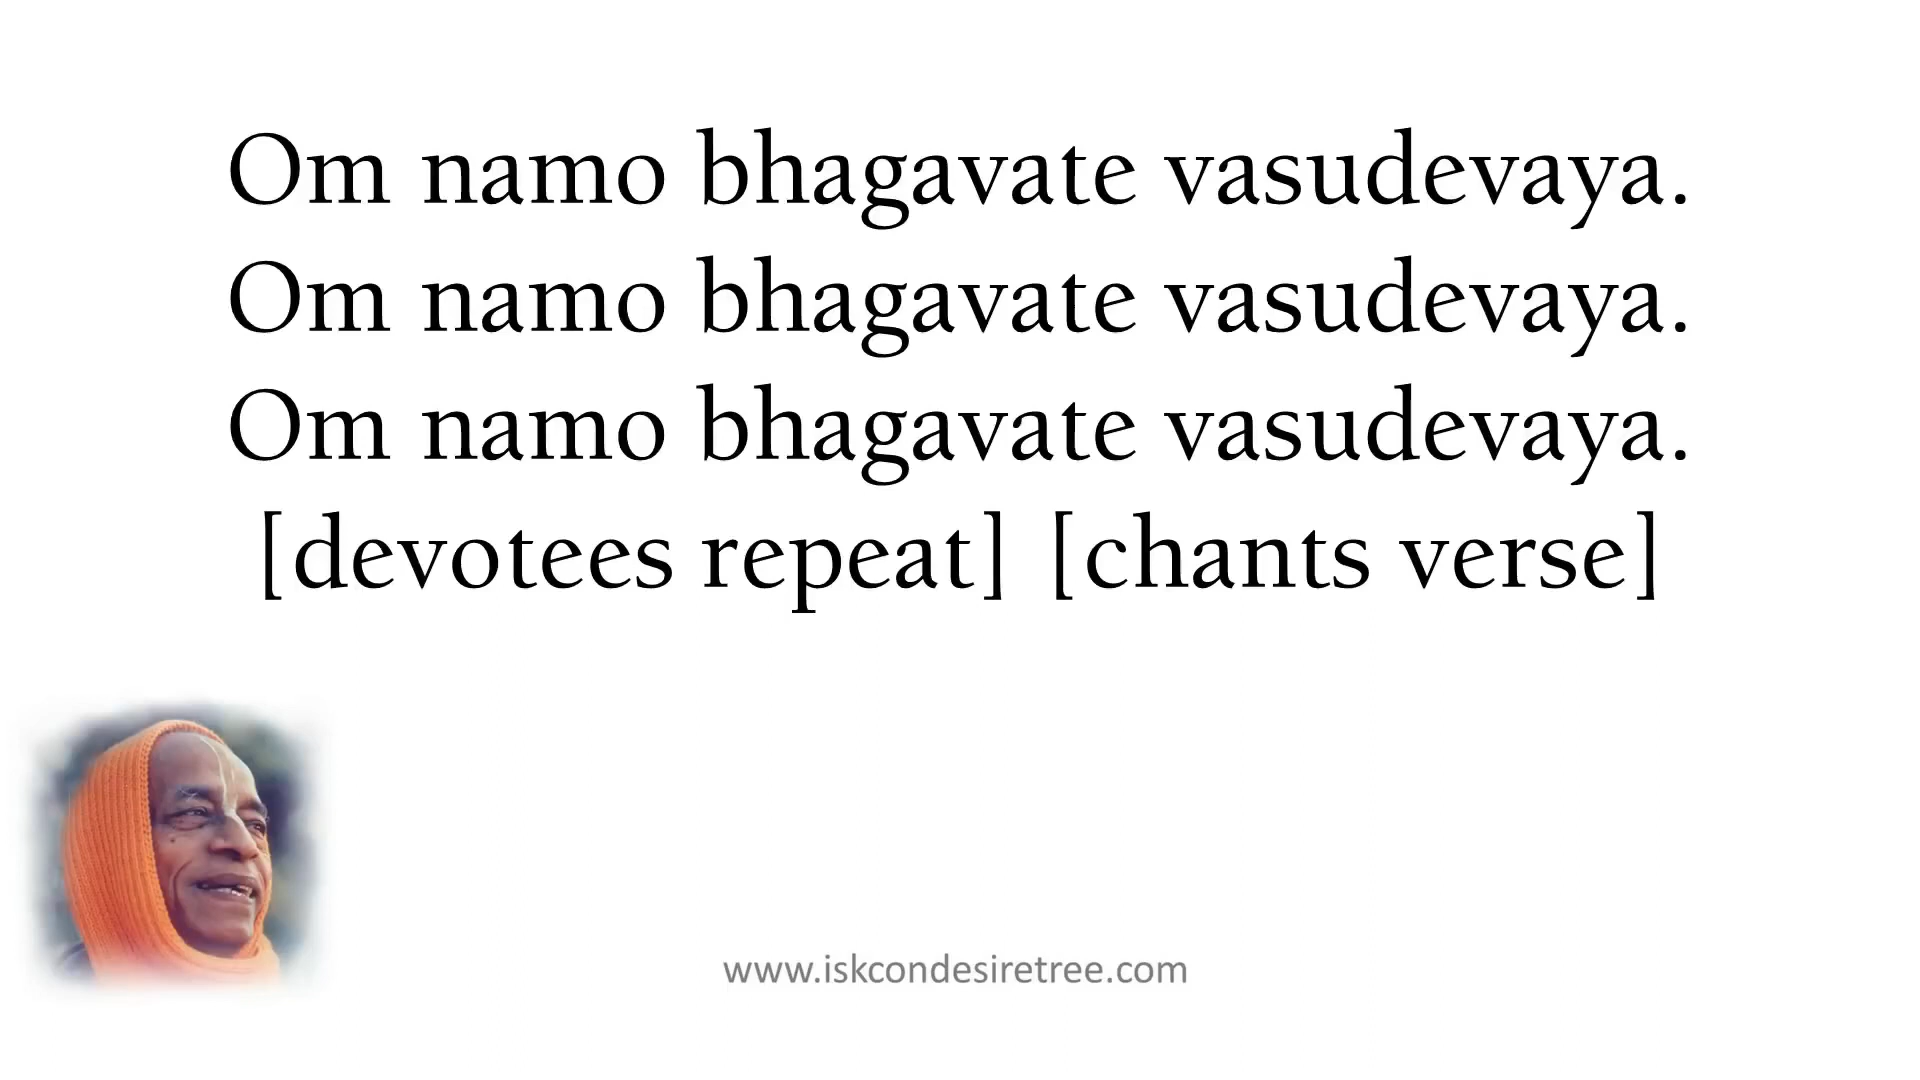 Om namo bhagavate vasudevaya.
Om namo bhagavate vasudevaya.
Om namo bhagavate vasudevaya.
[devotees repeat] [chants verse]
www.iskcondesiretree.com